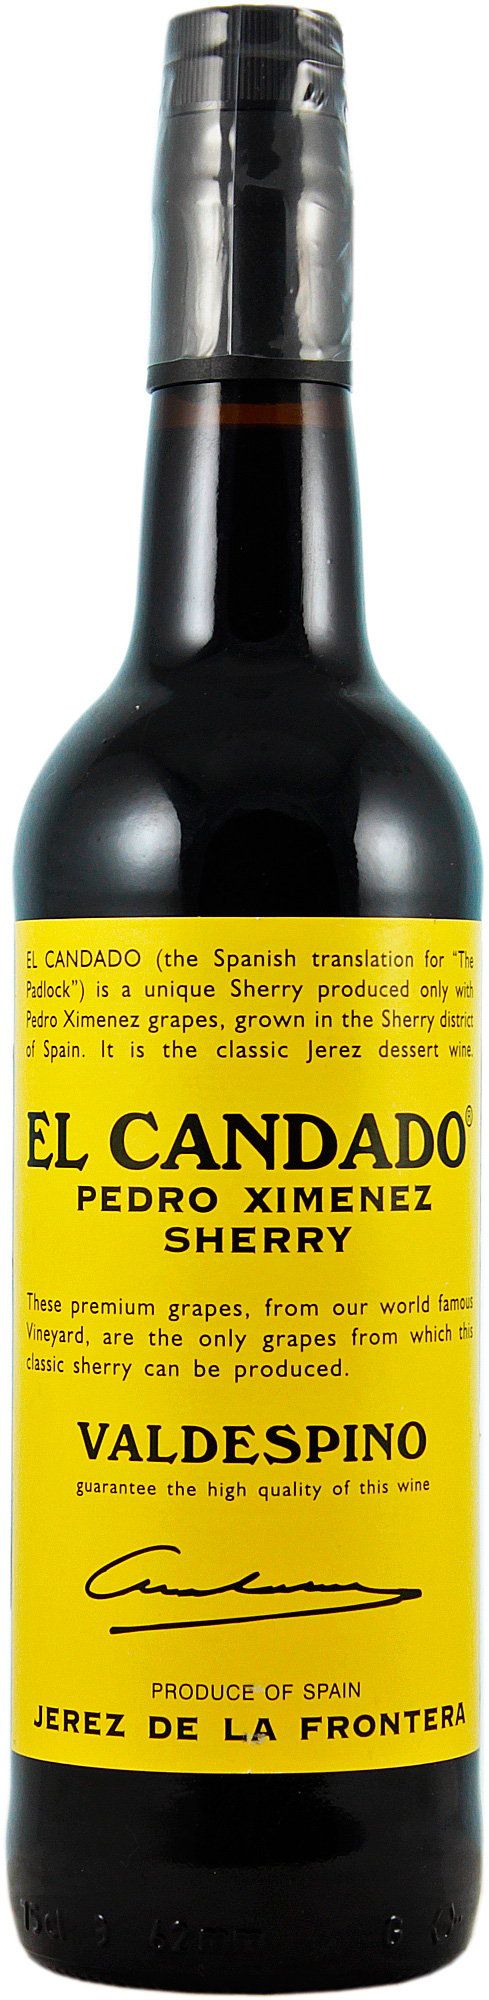 EL CANDADO (the Spanish translation for “The
Padlock”) is a unique Sherry produced only with
Pedro Ximenez grapes, grown in the Sherry district
of Spain. It is the classic Jerez dessert wine.
EL CANDADO®
PEDRO XIMENEZ
SHERRY
These premium grapes, from our world famous
Vineyard, are the only grapes from which this
classic sherry can be produced.
VALDESPINO
guarantee the high quality of this wine
PRODUCE OF SPAIN
JEREZ DE LA FRONTERA
75cl 3 62mm G